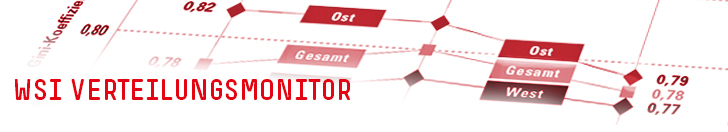 0,82
Ost
Gini-Koeffizie
0,80
Gesamt
Ost
0,78
Gesamt
0,79
0,78
West
0,77
WSI VERTEILUNGSMONITOR